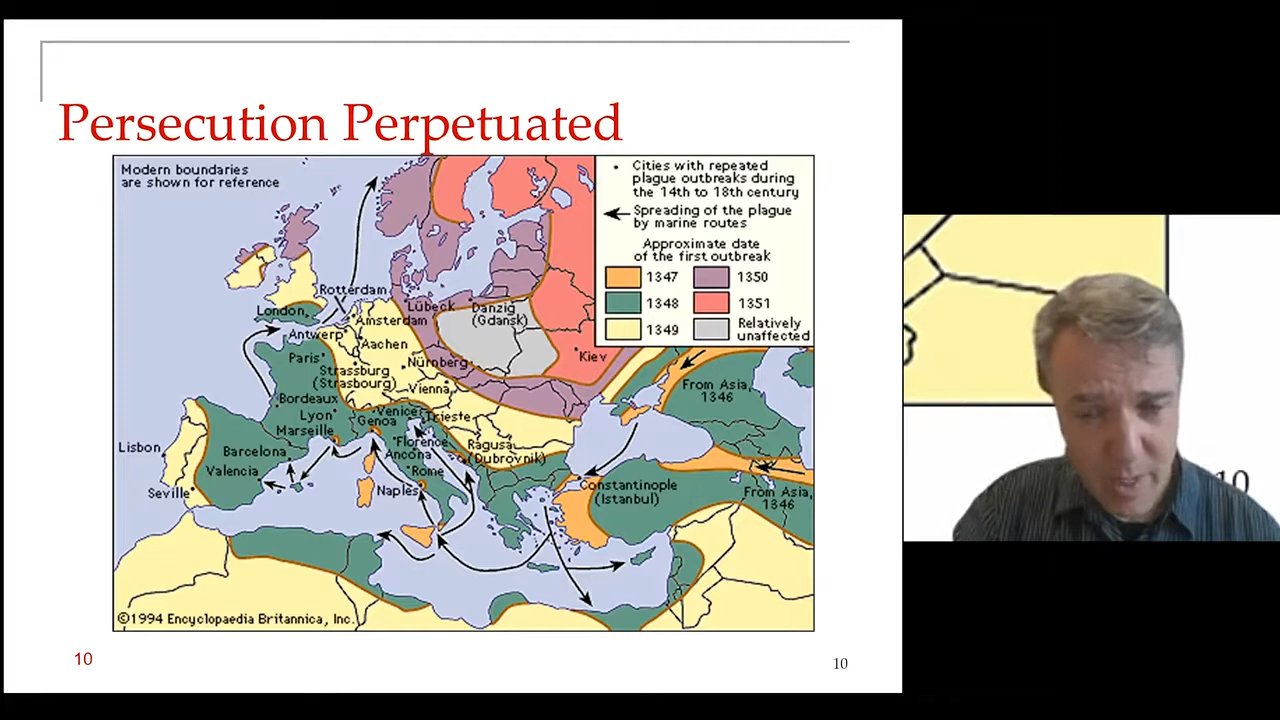 Persecution Perpetuated
Modern boundaries
are shown for reference
Cities with repeated
plague outbreaks during
the 14th to 18th century
Spreading of the plague
by marine routes
Approximate date
of the first outbreak
1347
1350
1348
1351
1349
Relatively
unaffected
Rotterdam
London
Lübeck
Danzig
(Gdansk)
Amsterdam
Antwerp
Aachen
Paris
Nürnberg
Kiev
Strassburg
(Strasbourg)
Vienna
From Asia,
1346
Bordeaux
Lyon
Venice
Trieste
Genoa
Marseille
Lisbon
Barcelona
Florence
Ragusa
(Dubrovnik)
Ancona
Valencia
Rome
Seville
Naples
Constantinople
(Istanbul)
From Asia,
1346
©1994 Encyclopaedia Britannica, Inc.
10
10
10